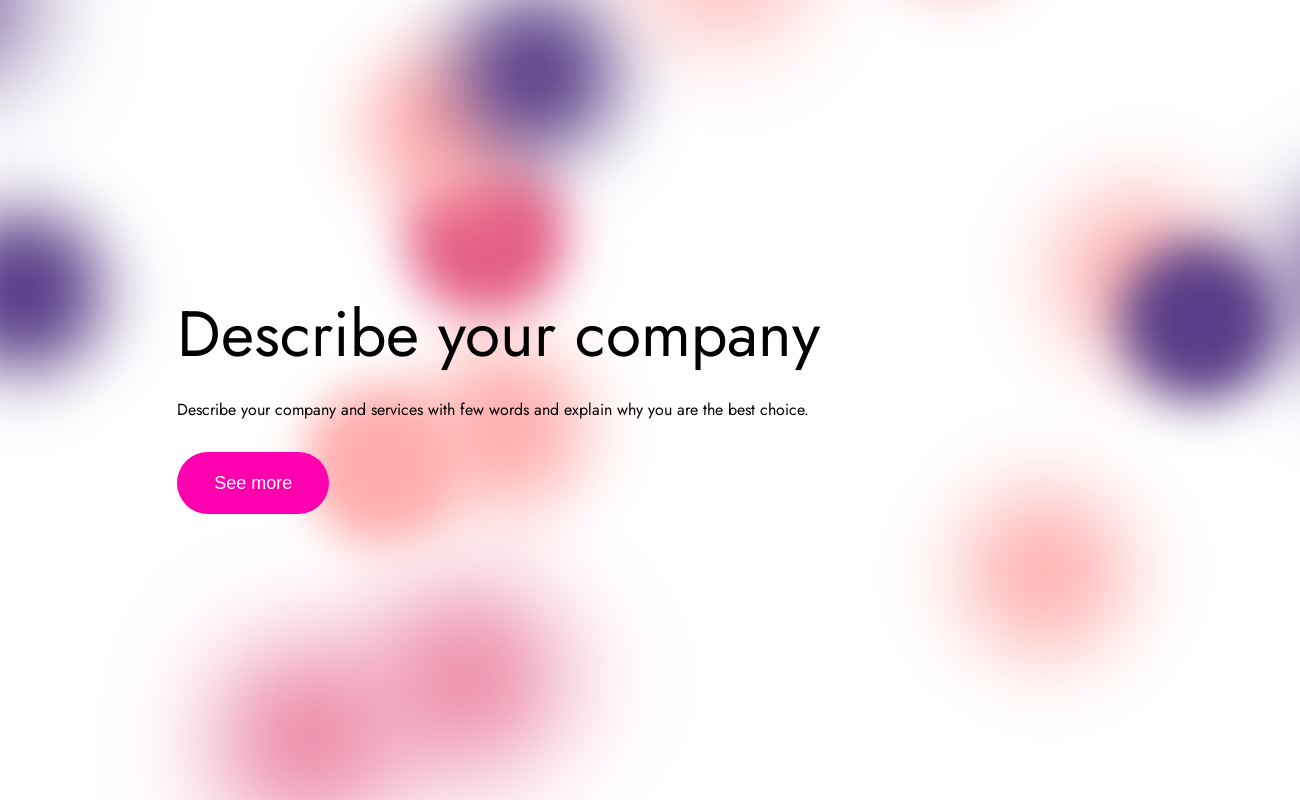 Describe your company
Describe your company and services with few words and explain why you are the best choice.
See more